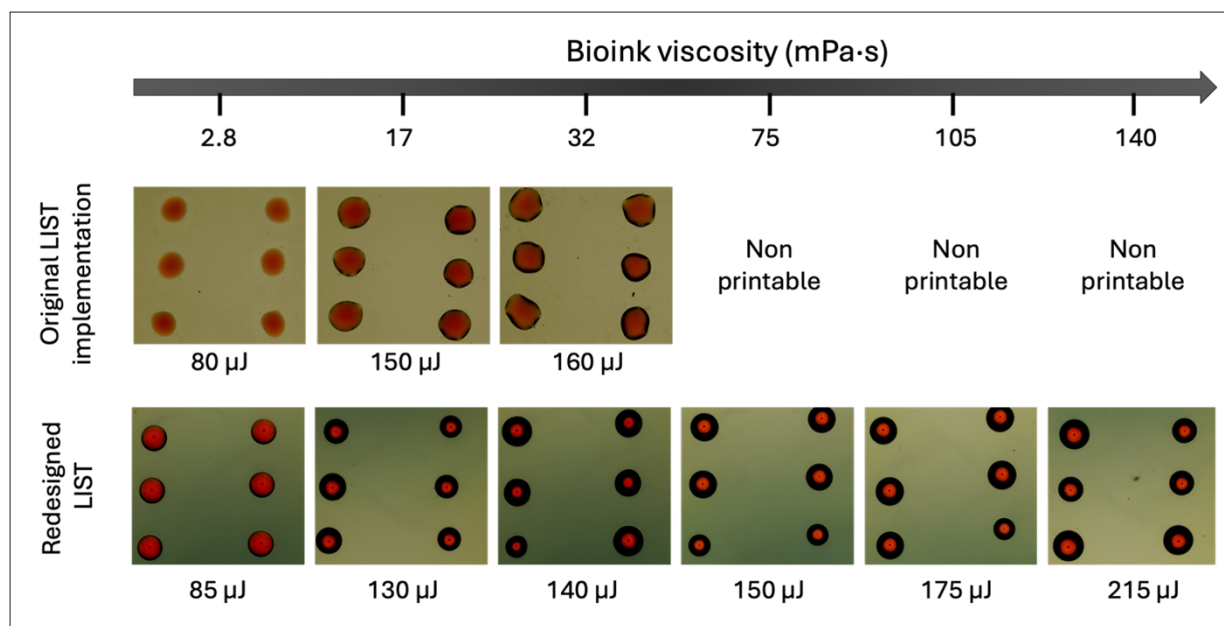 Bioink viscosity (mPa·s)
2.8 17 32 75 105 140
Original LIST
implementation
Non
printable
Non
printable
Non
printable
80 µJ 150 µJ 160 µJ
Redesigned
LIST
85 µJ 130 µJ 140 µJ 150 µJ 175 µJ 215 µJ